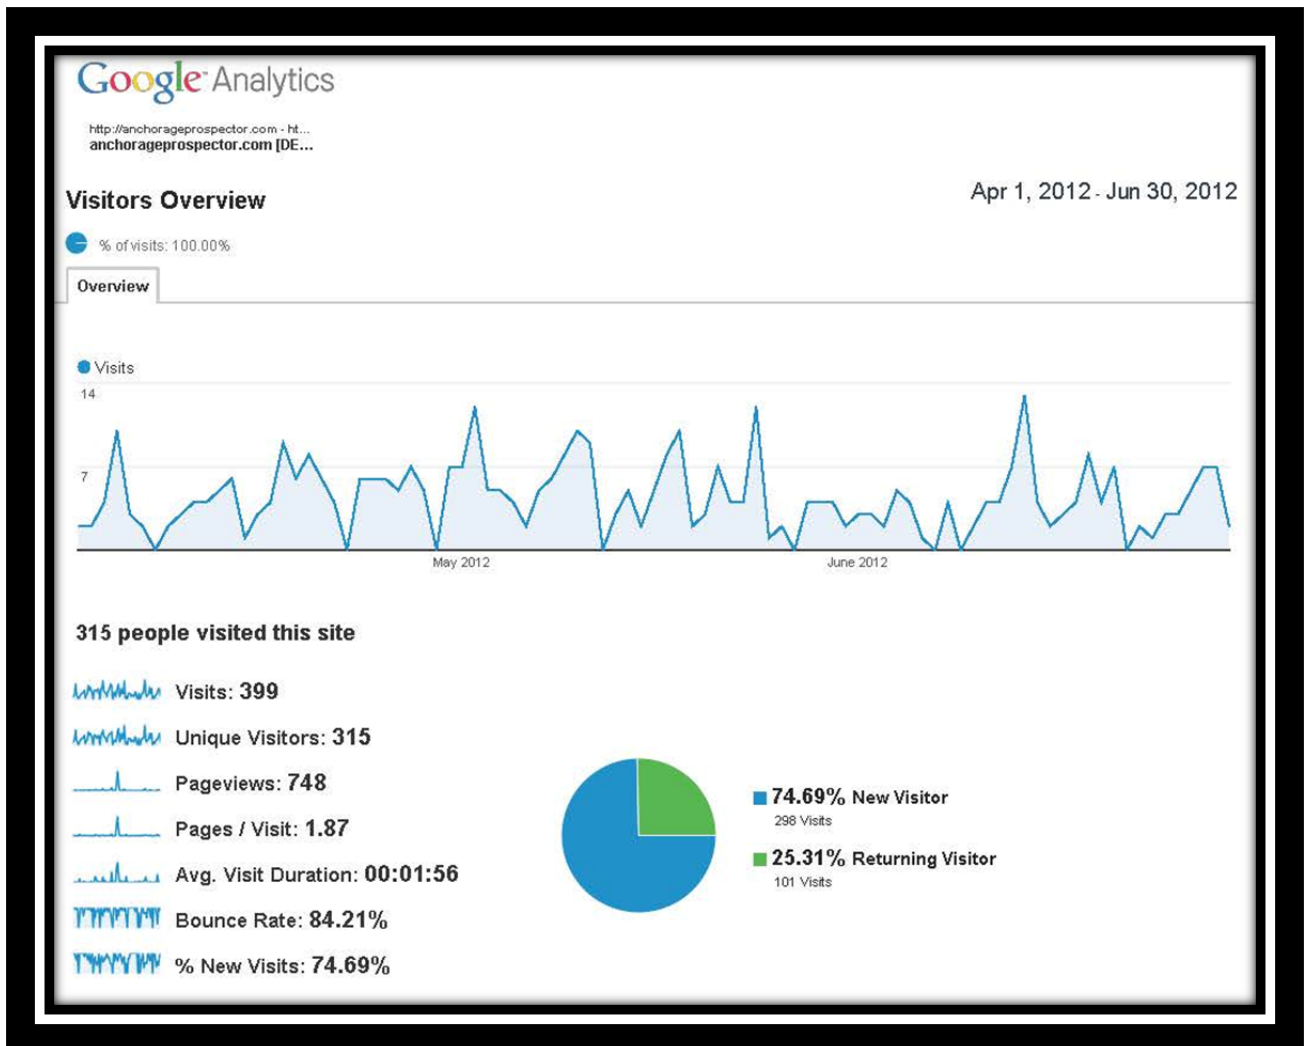 Google Analytics
http://anchorageprospector.com - ht...
anchorageprospector.com [DE...
Visitors Overview
Apr 1, 2012 - Jun 30, 2012
% of visits: 100.00%
Overview
Visits
14
7
May 2012
June 2012
315 people visited this site
Visits: 399
Unique Visitors: 315
Pageviews: 748
Pages / Visit: 1.87
Avg. Visit Duration: 00:01:56
Bounce Rate: 84.21%
% New Visits: 74.69%
74.69% New Visitor
298 Visits
25.31% Returning Visitor
101 Visits